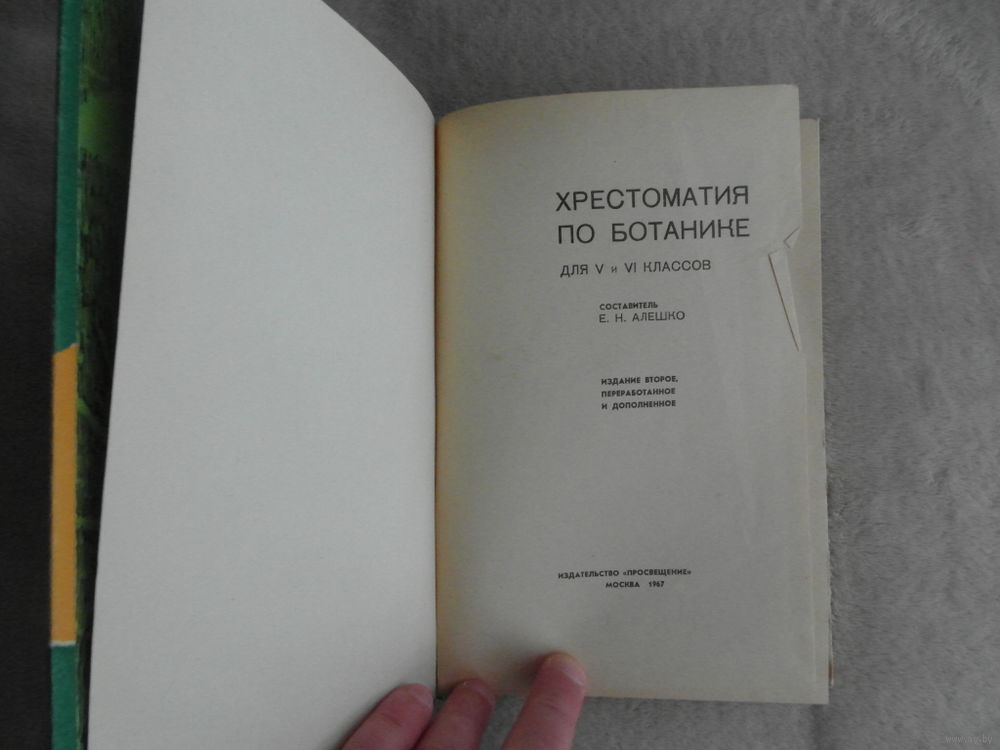 ХРЕСТОМАТИЯ
ПО БОТАНИКЕ
ДЛЯ V и VI КЛАССОВ
СОСТАВИТЕЛЬ
Е. Н. АЛЕШКО
ИЗДАНИЕ ВТОРОЕ,
ПЕРЕРАБОТАННОЕ
И ДОПОЛНЕННОЕ
ИЗДАТЕЛЬСТВО «ПРОСВЕЩЕНИЕ»
МОСКВА 1967